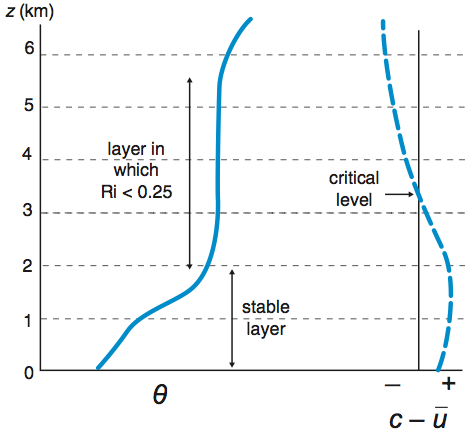 z (km)
6
5
4
3
2
1
0
layer in
which
Ri < 0.25
critical
level
stable
layer
θ
– +
c – u̅